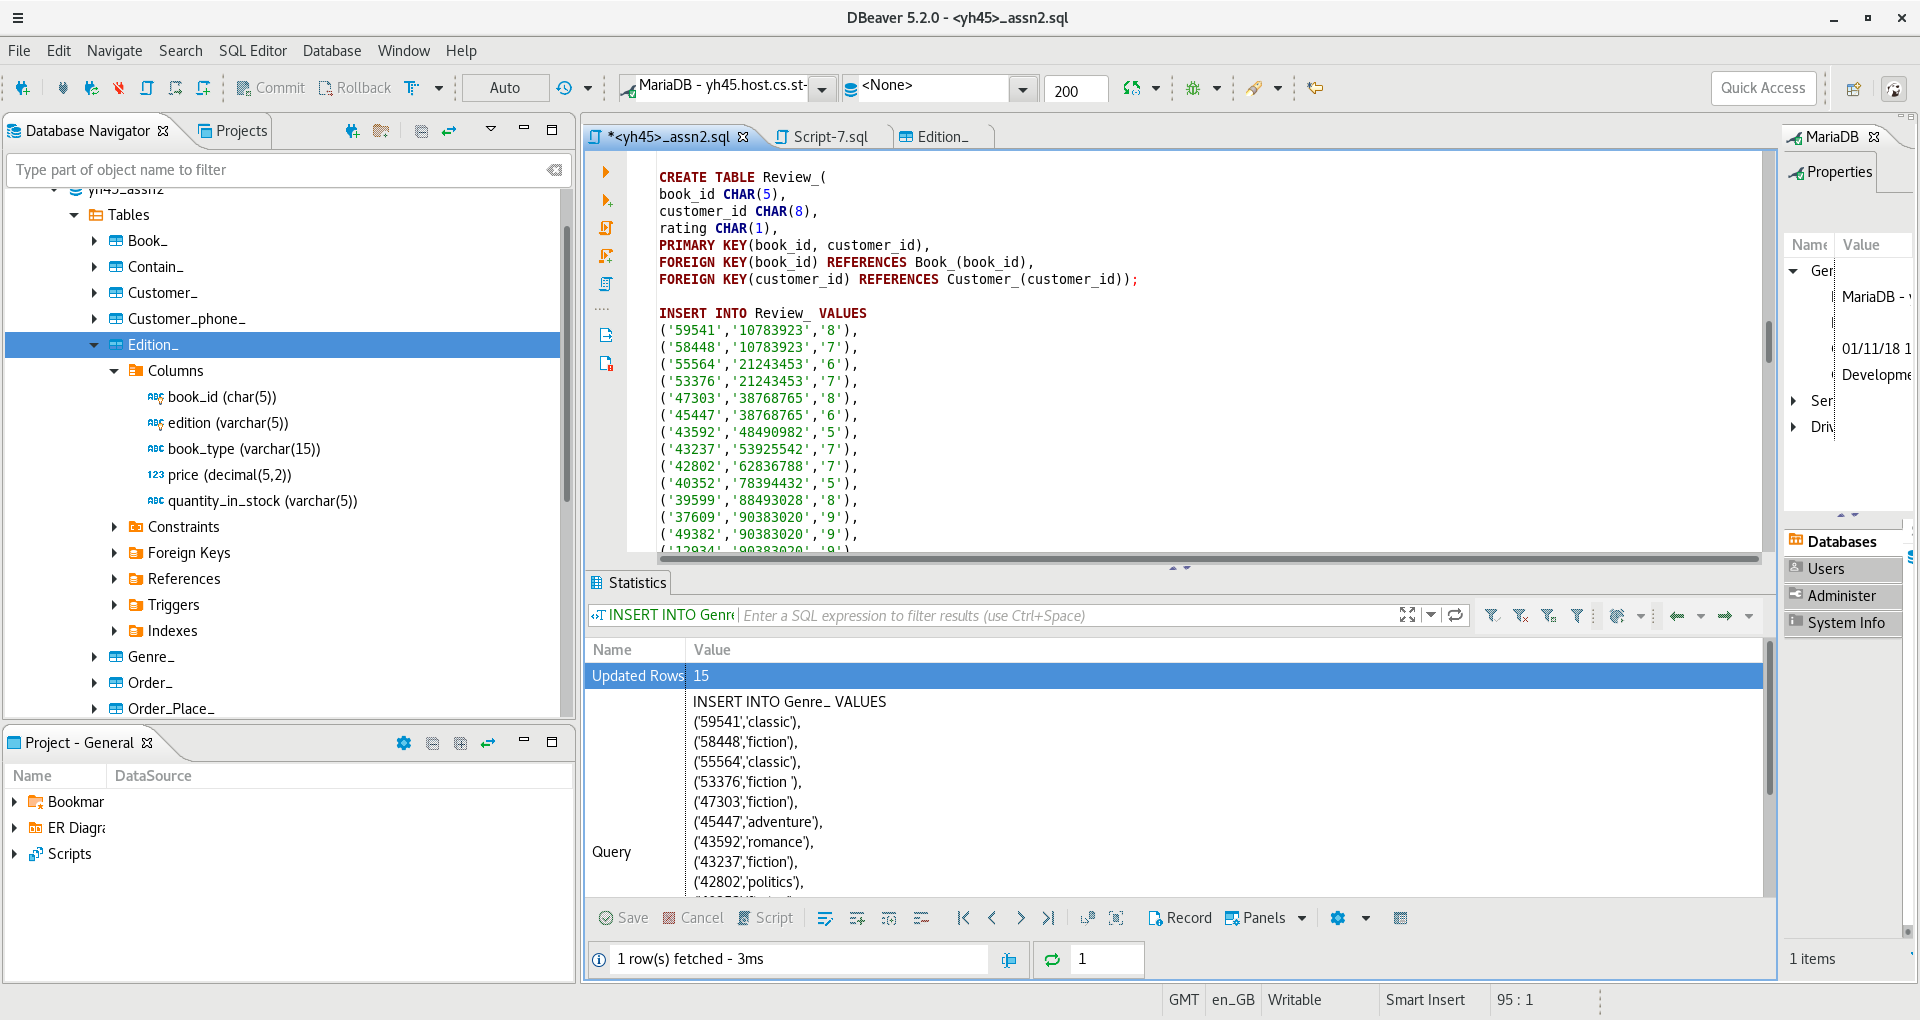 DBeaver 5.2.0 - <yh45>_assn2.sql
File Edit Navigate Search SQL Editor Database Window Help
Commit Rollback Auto MariaDB - yh45.host.cs.st- <None> 200 Quick Access
Database Navigator Projects
Type part of object name to filter
yh45_assn2
Tables
Book_
Contain_
Customer_
Customer_phone_
Edition_
Columns
book_id (char(5))
edition (varchar(5))
book_type (varchar(15))
price (decimal(5,2))
quantity_in_stock (varchar(5))
Constraints
Foreign Keys
References
Triggers
Indexes
Genre_
Order_
Order_Place_
Project - General
Name DataSource
Bookmar
ER Diagra
Scripts
*<yh45>_assn2.sql Script-7.sql Edition_
CREATE TABLE Review_(
book_id CHAR(5),
customer_id CHAR(8),
rating CHAR(1),
PRIMARY KEY(book_id, customer_id),
FOREIGN KEY(book_id) REFERENCES Book_(book_id),
FOREIGN KEY(customer_id) REFERENCES Customer_(customer_id));
INSERT INTO Review_ VALUES
('59541','10783923','8'),
('58448','10783923','7'),
('55564','21243453','6'),
('53376','21243453','7'),
('47303','38768765','8'),
('45447','38768765','6'),
('43592','48490982','5'),
('43237','53925542','7'),
('42802','62836788','7'),
('40352','78394432','5'),
('39599','88493028','8'),
('37609','90383020','9'),
('49382','90383020','9'),
('12934','90383020','9')
Statistics
INSERT INTO Genre Enter a SQL expression to filter results (use Ctrl+Space)
Name Value
Updated Rows 15
INSERT INTO Genre_ VALUES
('59541','classic'),
('58448','fiction'),
('55564','classic'),
('53376','fiction '),
('47303','fiction'),
('45447','adventure'),
('43592','romance'),
Query
('43237','fiction'),
('42802','politics'),
Save Cancel Script Record Panels
1 row(s) fetched - 3ms 1
MariaDB
Properties
Name Value
Ger
MariaDB -
01/11/18 1
Developme
Ser
Driv
Databases
Users
Administer
System Info
1 items
GMT en_GB Writable Smart Insert 95 : 1